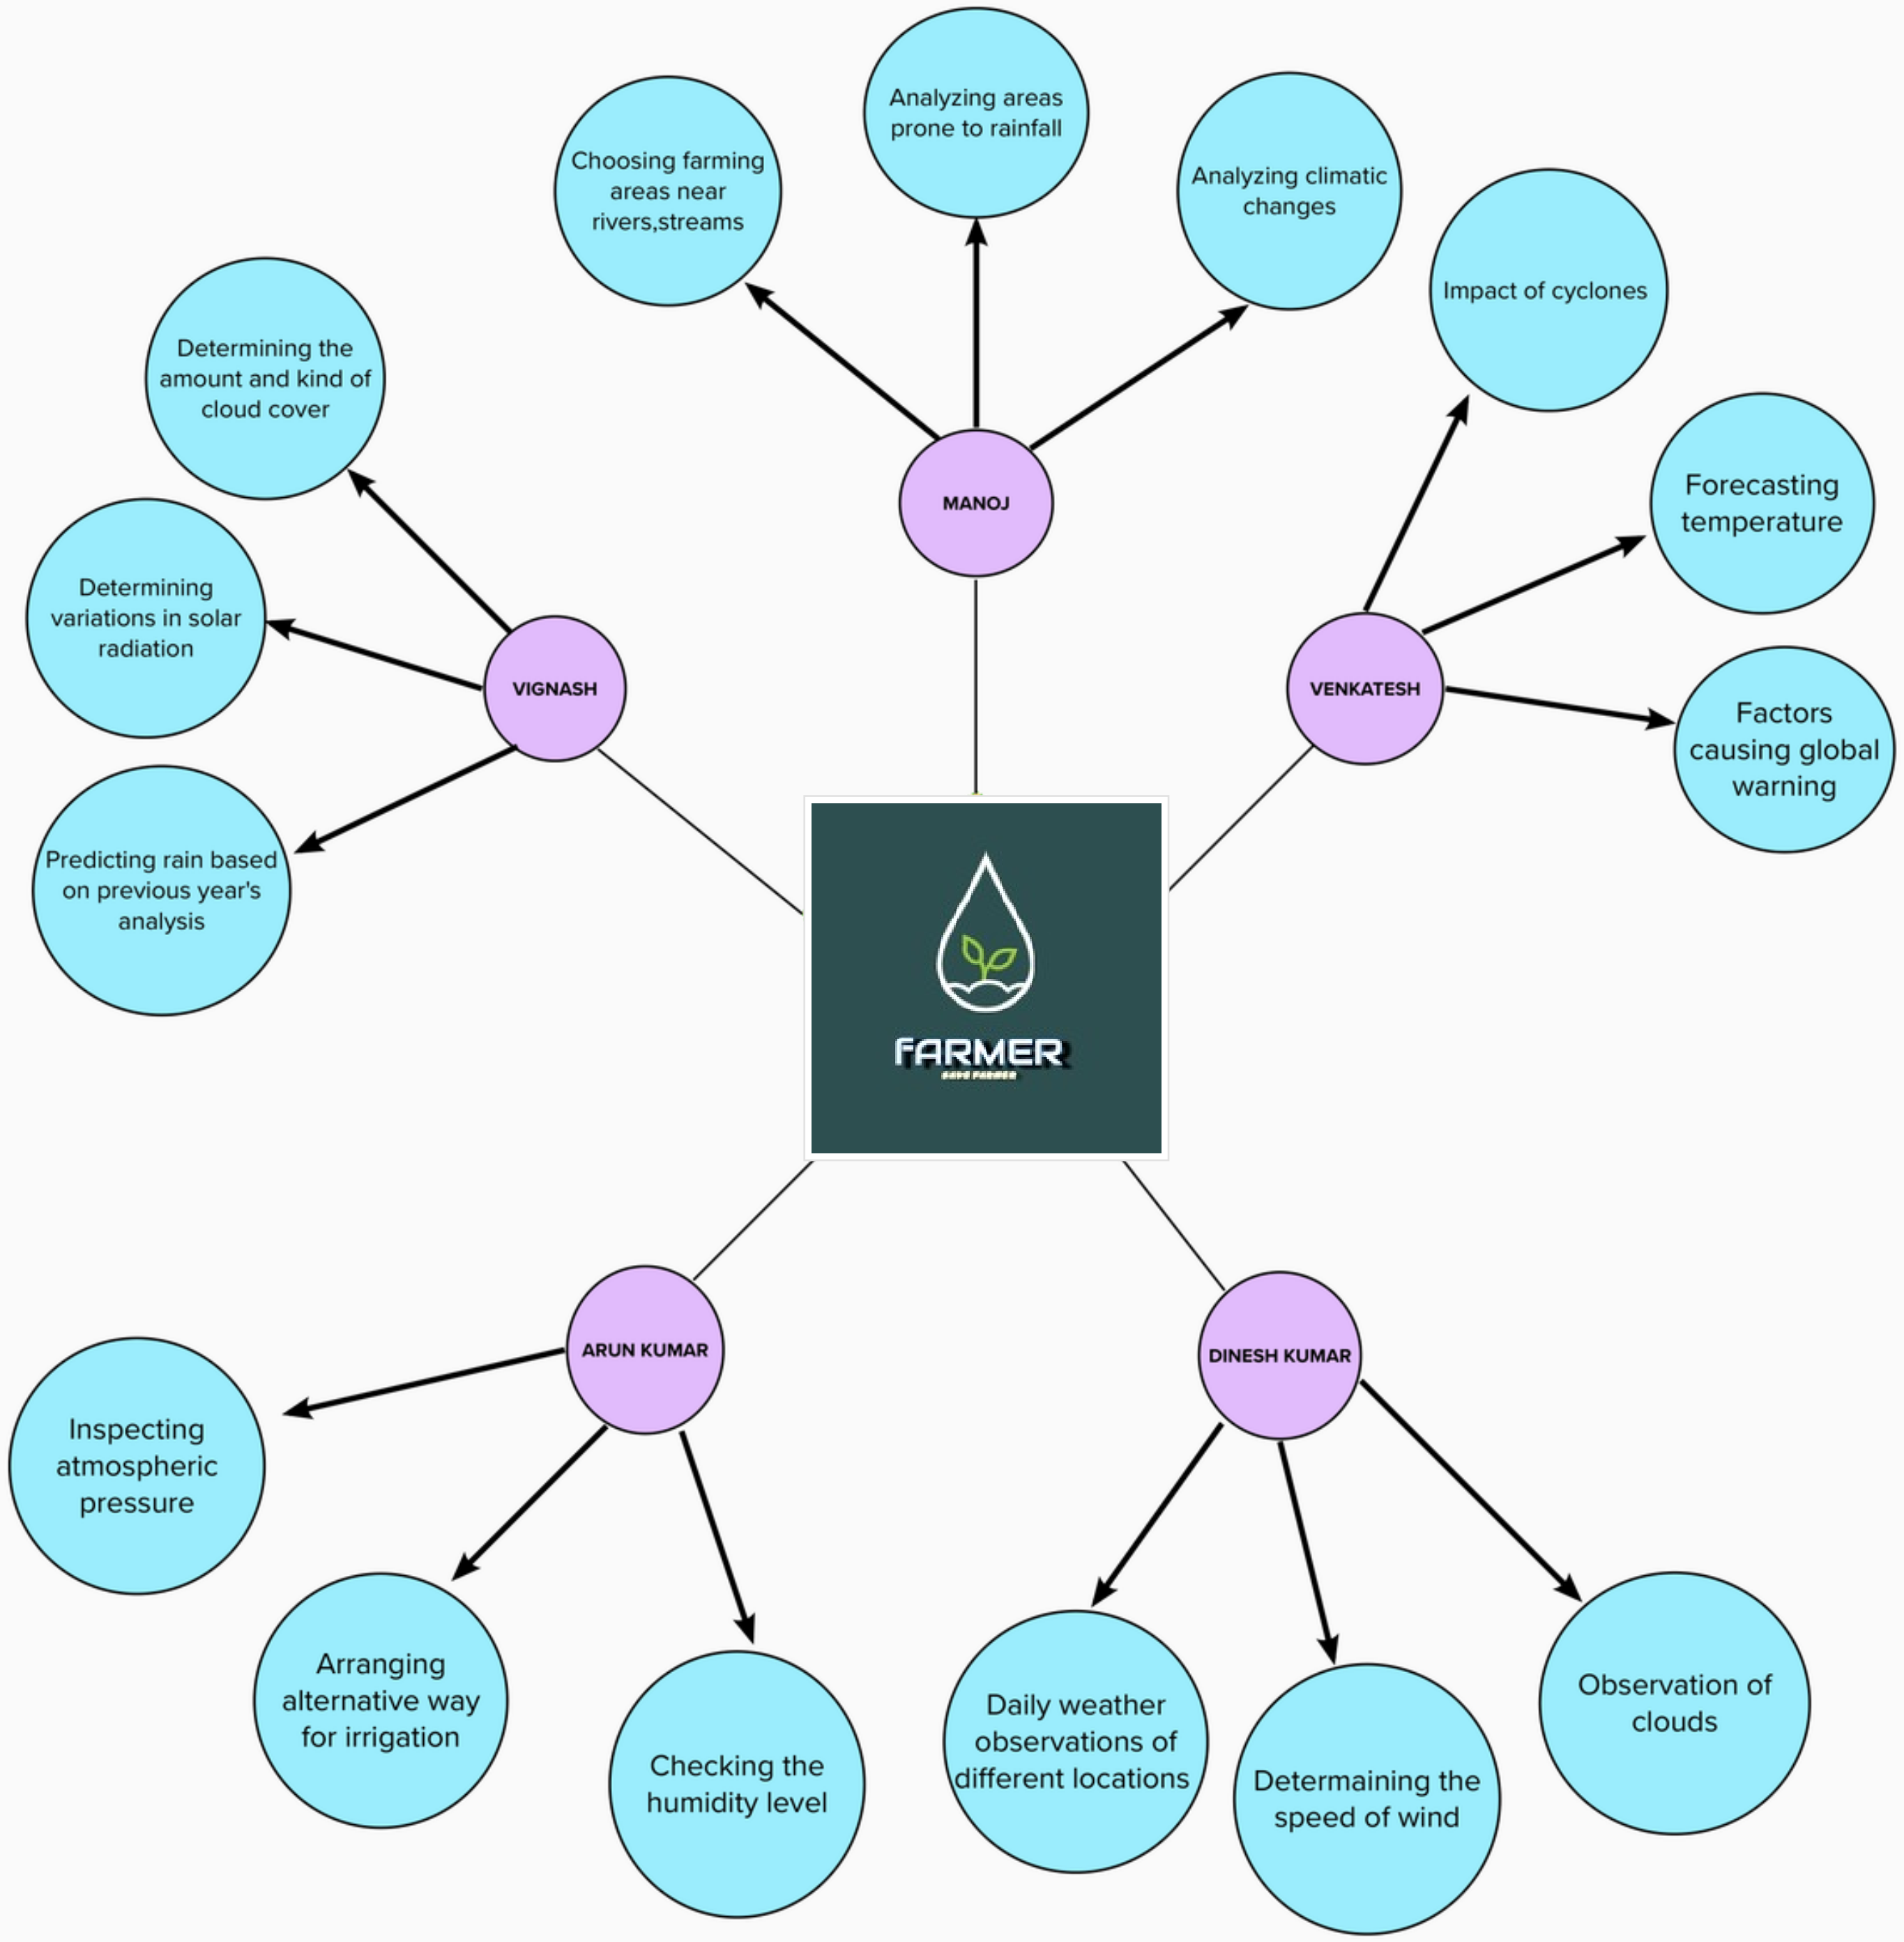 Analyzing areas
prone to rainfall
Choosing farming
areas near
rivers,streams
Analyzing climatic
changes
MANOJ
Impact of cyclones
Forecasting
temperature
Factors
causing global
warning
VENKATESH
Determining the
amount and kind of
cloud cover
Determining
variations in solar
radiation
Predicting rain based
on previous year's
analysis
VIGNASH
FARMER
ARUN KUMAR
Inspecting
atmospheric
pressure
Arranging
alternative way
for irrigation
Checking the
humidity level
DINESH KUMAR
Daily weather
observations of
different locations
Determaining the
speed of wind
Observation of
clouds